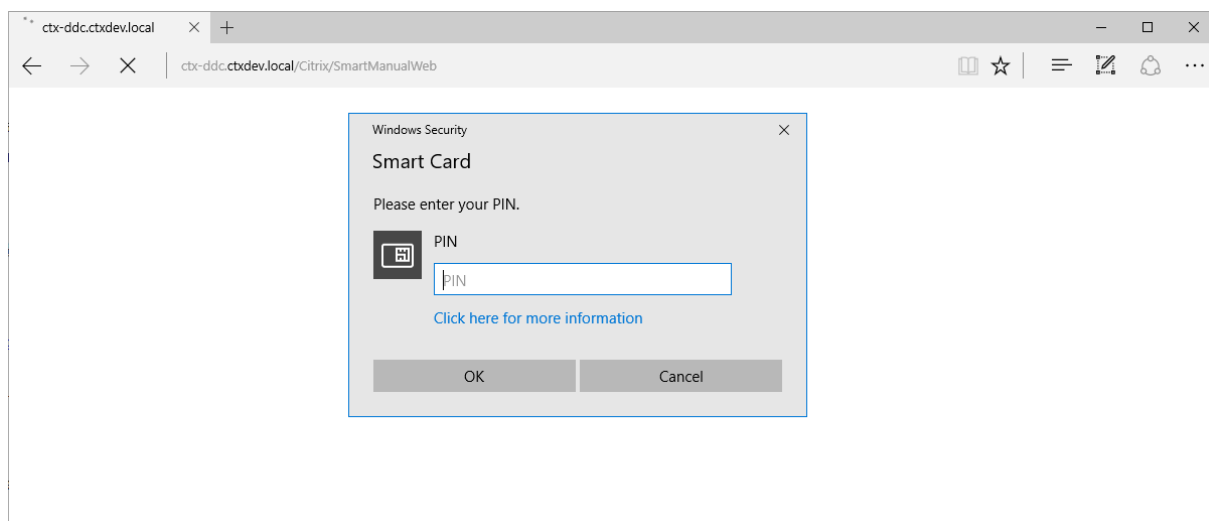 ctx-ddc.ctxdev.local
ctx-ddc.ctxdev.local/Citrix/SmartManualWeb
Windows Security
Smart Card
Please enter your PIN.
PIN
PIN
Click here for more information
OK Cancel